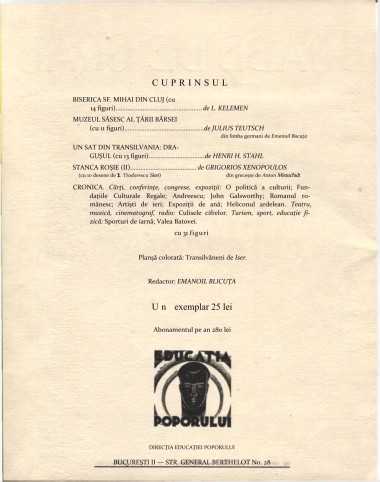 CUPRINSUL
BISERICA SF. MIHAI DIN CLUJ (cu
14 figuri)..........................................de L. KELEMEN
MUZEUL SĂSESC AL ȚĂRII BÂRSEI
(cu 11 figuri)..........................................de JULIUS TEUTSCH
din limba germani de Emanoil Bucuța
UN SAT DIN TRANSILVANIA: DRA-
GUȘUL (cu 13 figuri)..........................de HENRI H. STAHL
STANCA ROȘIE (II)..............................de GRIGORIOS XENOPOULOS
(cu 10 desene de I. Teodorescu Sion) din grecește de Anton Mistachidi
CRONICA. Cărți, conferințe, congrese, expoziții: O politică a culturii; Fun-
dațiile Culturale Regale; Andreescu; John Galsworthy; Romanul ro-
mânesc; Artiști de ieri; Expoziții de ană; Heliconul ardelean. Teatru,
muzică, cinematograf, radio: Culisele cifrelor. Turism, sport, educație fi-
zică: Sporturi de iarnă; Valea Batovei.
cu 31 figuri
Planșă colorată: Transilvăneni de Iser.
Redactor: EMANOIL BLICUȚA
Un exemplar 25 lei
Abonamentul pe an 280 lei
EDUCAȚIA
POPORULUI
DIRECȚIA EDUCAȚIEI POPORULUI
BUCUREȘTI II — STR. GENERAL BERTHELOT No. 28